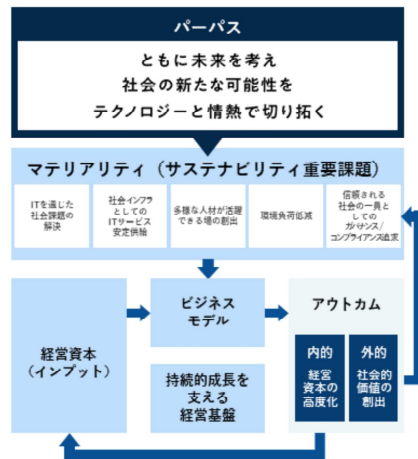 パーパス
ともに未来を考え
社会の新たな可能性を
テクノロジーと情熱で切り拓く
マテリアリティ（サステナビリティ重要課題）
ITを通じた
社会課題の
解決
社会インフラ
としての
ITサービス
安定供給
多様な人材が活躍
できる場の創出
環境負荷低減
信頼される
社会の一員と
しての
ガバナンス/
コンプライアンス追求
経営資本
（インプット）
ビジネス
モデル
持続的成長を
支える
経営基盤
アウトカム
内的
経営
資本の
高度化
外的
社会的
価値の
創出